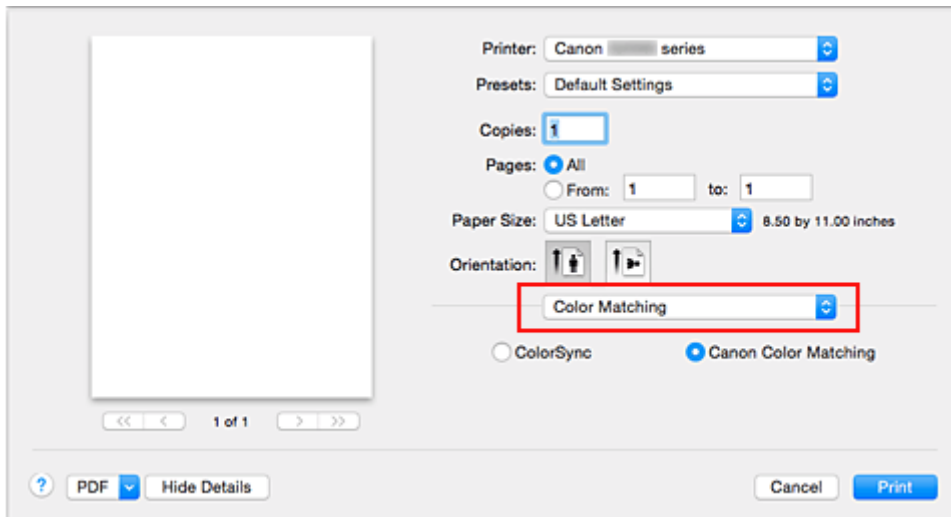 Printer: Canon series
Presets: Default Settings
Copies: 1
Pages: All
From: 1 to: 1
Paper Size: US Letter 8.50 by 11.00 inches
Orientation:
Color Matching
ColorSync Canon Color Matching
<< < 1 of 1 > >>
? PDF Hide Details Cancel Print